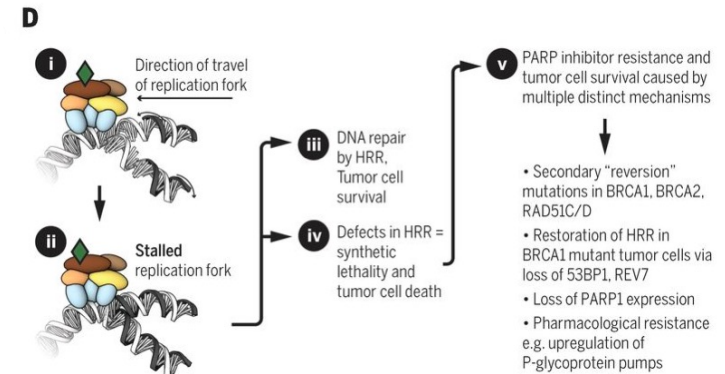 D
i
Direction of travel
of replication fork
ii
Stalled
replication fork
iii
DNA repair
by HRR,
Tumor cell
survival
iv
Defects in HRR =
synthetic
lethality and
tumor cell death
v
PARP inhibitor resistance and
tumor cell survival caused by
multiple distinct mechanisms
• Secondary “reversion”
mutations in BRCA1, BRCA2,
RAD51C/D
• Restoration of HRR in
BRCA1 mutant tumor cells via
loss of 53BP1, REV7
• Loss of PARP1 expression
• Pharmacological resistance
e.g. upregulation of
P-glycoprotein pumps